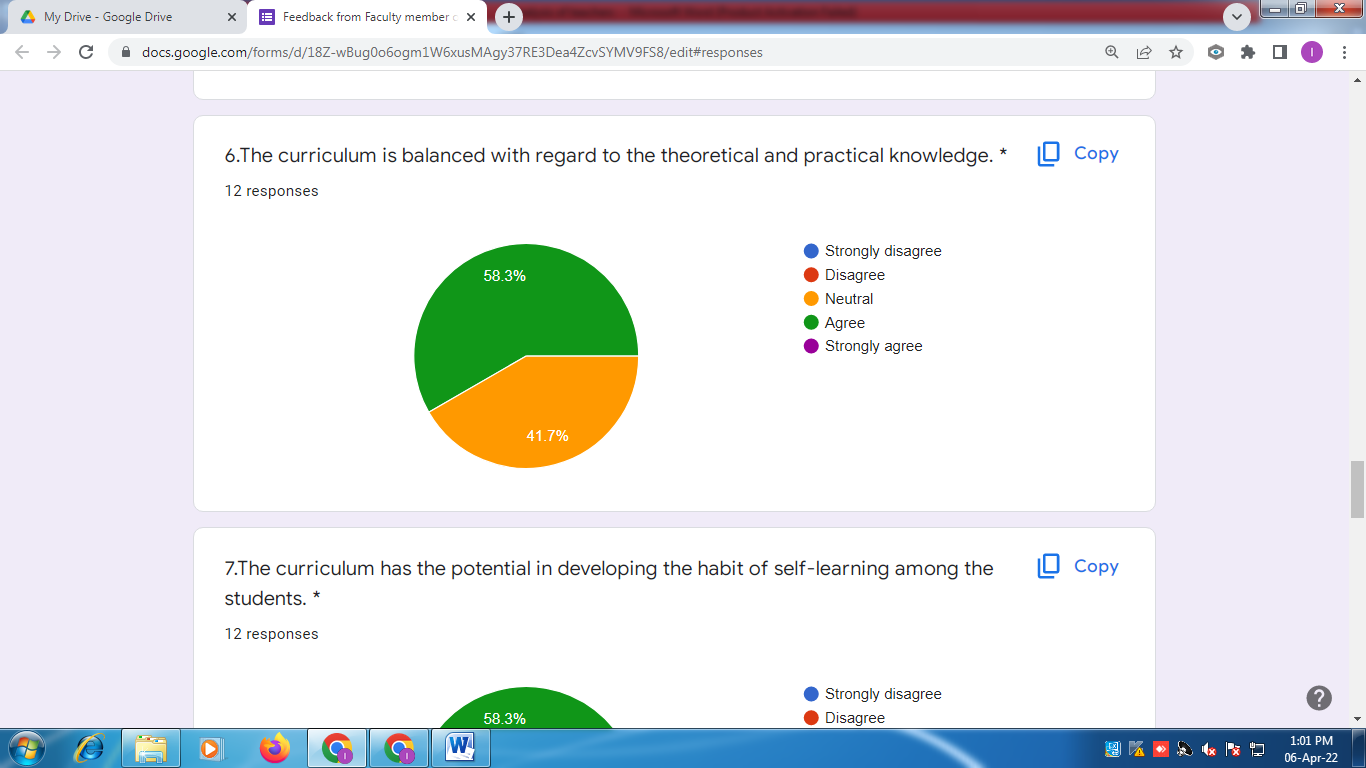 My Drive - Google Drive
Feedback from Faculty member o
docs.google.com/forms/d/18Z-wBug0o6ogm1W6xusMAgy37RE3Dea4ZcvSYMV9FS8/edit#responses
I
6.The curriculum is balanced with regard to the theoretical and practical knowledge. *
Copy
12 responses
58.3%
41.7%
Strongly disagree
Disagree
Neutral
Agree
Strongly agree
7.The curriculum has the potential in developing the habit of self-learning among the
students. *
Copy
12 responses
58.3%
Strongly disagree
Disagree
1:01 PM
06-Apr-22